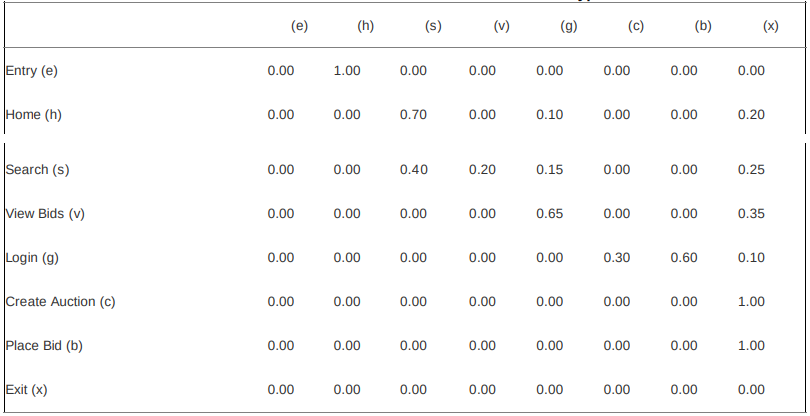 (e) (h) (s) (v) (g) (c) (b) (x)
Entry (e) 0.00 1.00 0.00 0.00 0.00 0.00 0.00 0.00
Home (h) 0.00 0.00 0.70 0.00 0.10 0.00 0.00 0.20
Search (s) 0.00 0.00 0.40 0.20 0.15 0.00 0.00 0.25
View Bids (v) 0.00 0.00 0.00 0.00 0.65 0.00 0.00 0.35
Login (g) 0.00 0.00 0.00 0.00 0.00 0.30 0.60 0.10
Create Auction (c) 0.00 0.00 0.00 0.00 0.00 0.00 0.00 1.00
Place Bid (b) 0.00 0.00 0.00 0.00 0.00 0.00 0.00 1.00
Exit (x) 0.00 0.00 0.00 0.00 0.00 0.00 0.00 0.00